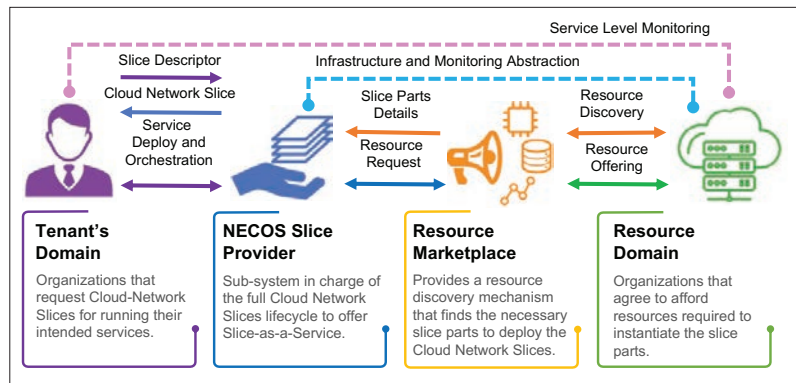 Service Level Monitoring
Slice Descriptor
Infrastructure and Monitoring Abstraction
Cloud Network Slice
Slice Parts
Details
Resource
Discovery
Service
Deploy and
Orchestration
Resource
Request
Resource
Offering
Tenant's
Domain
Organizations that
request Cloud-Network
Slices for running their
intended services.
NECOS Slice
Provider
Sub-system in charge of
the full Cloud Network
Slices lifecycle to offer
Slice-as-a-Service.
Resource
Marketplace
Provides a resource
discovery mechanism
that finds the necessary
slice parts to deploy the
Cloud Network Slices.
Resource
Domain
Organizations that
agree to afford
resources required to
instantiate the slice
parts.